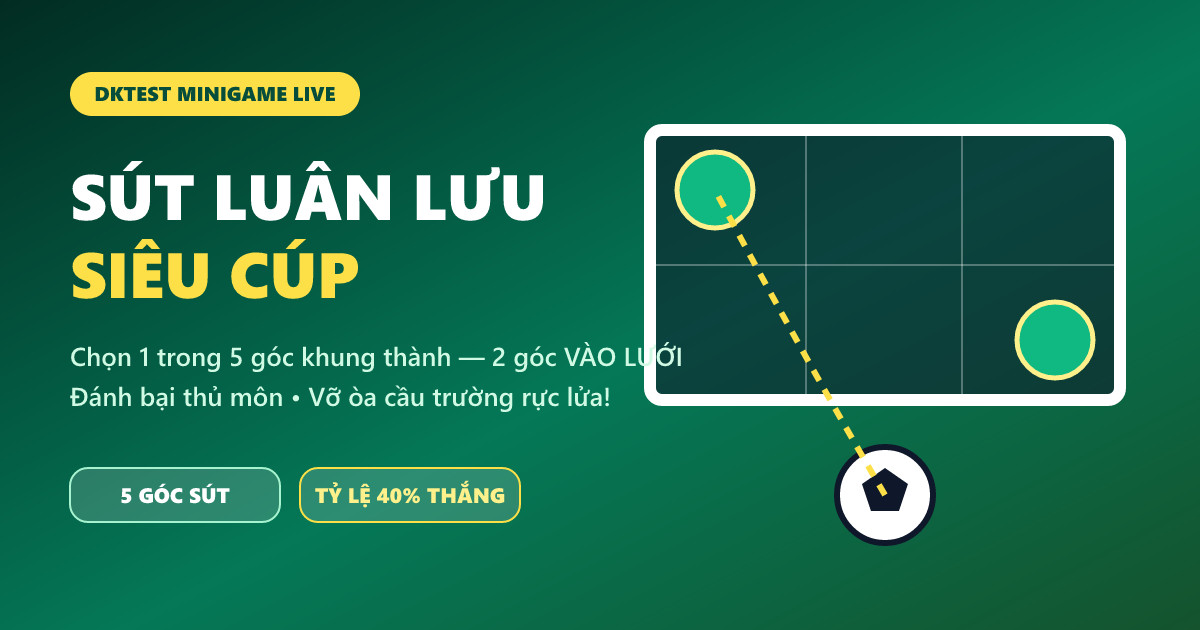 DKTEST MINIGAME LIVE
SÚT LUÂN LƯU
SIÊU CÚP
Chọn 1 trong 5 góc khung thành — 2 góc VÀO LƯỚI
Đánh bại thủ môn • Vỡ òa cầu trường rực lửa!
5 GÓC SÚT
TỶ LỆ 40% THẮNG